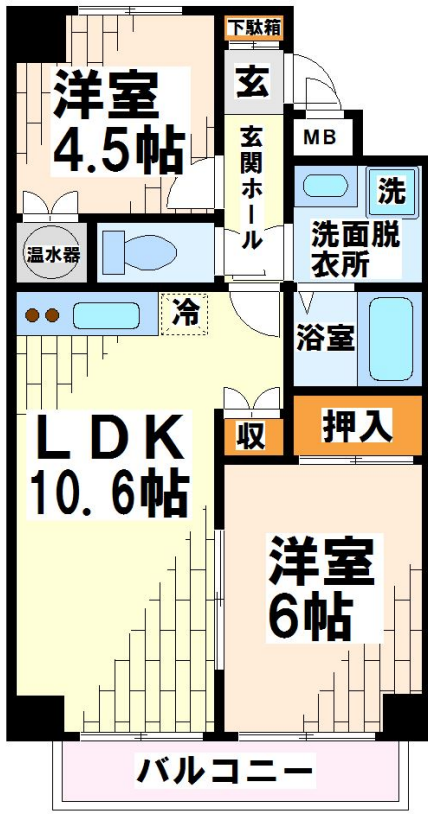 下駄箱
洋室
4.5帖
玄
MB
玄関ホール
洗
洗面脱
衣所
温水器
冷
浴室
LDK
10.6帖
収
押入
洋室
6帖
バルコニー